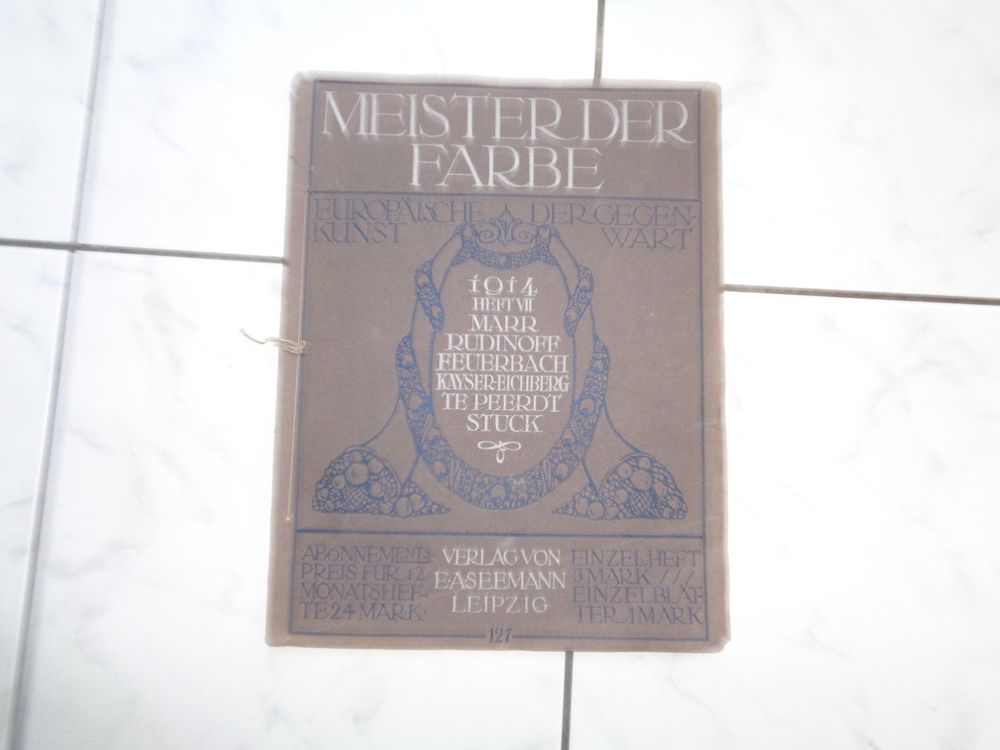 MEISTER DER
FARBE
EUROPÄISCHE
KUNST
DER GEGEN-
WART
1914
HEFT VII
MARR
RUDINOFF
FEUERBACH
KAYSER-EICHBERG
TE PEERDT
STUCK
ABONNEMENTS-
PREIS FÜR 12
MONATSHEF-
TE 24 MARK.
VERLAG VON
E.A.SEEMANN
LEIPZIG
EINZELHEFT
3 MARK ///
EINZELBLÄT-
TER 1 MARK
127